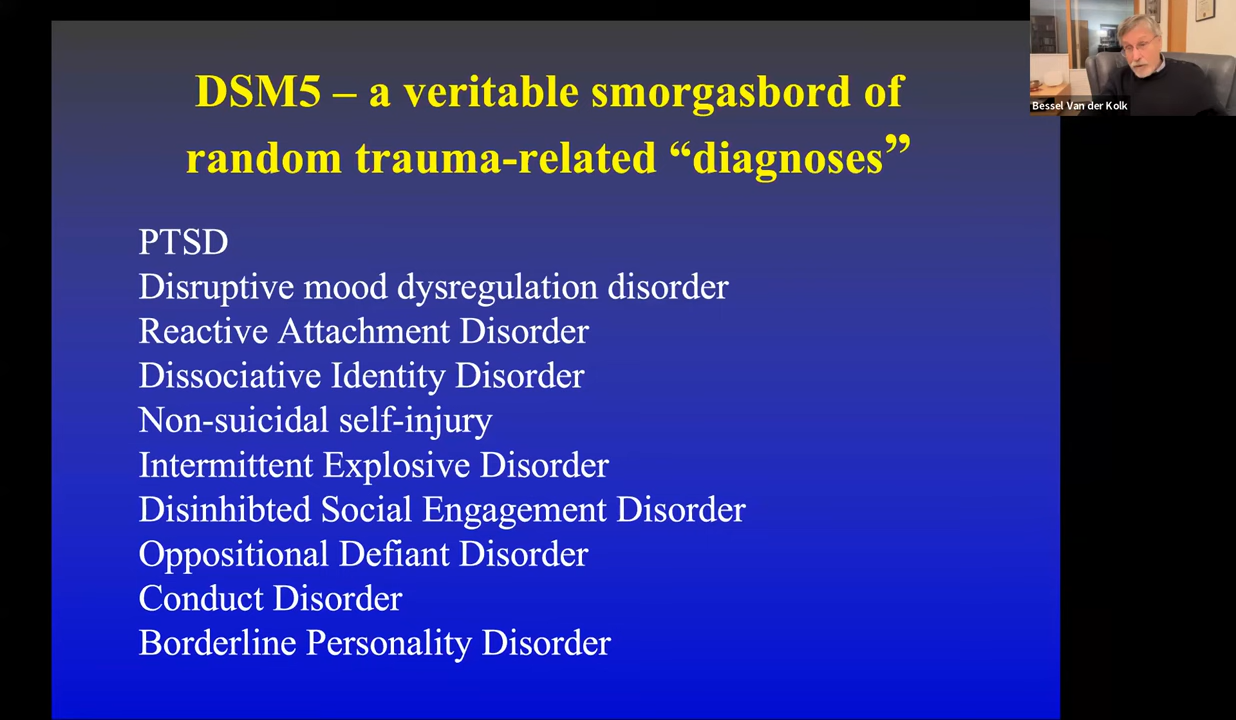 DSM5 – a veritable smorgasbord of
random trauma-related “diagnoses”
PTSD
Disruptive mood dysregulation disorder
Reactive Attachment Disorder
Dissociative Identity Disorder
Non-suicidal self-injury
Intermittent Explosive Disorder
Disinhibted Social Engagement Disorder
Oppositional Defiant Disorder
Conduct Disorder
Borderline Personality Disorder
Bessel Van der Kolk